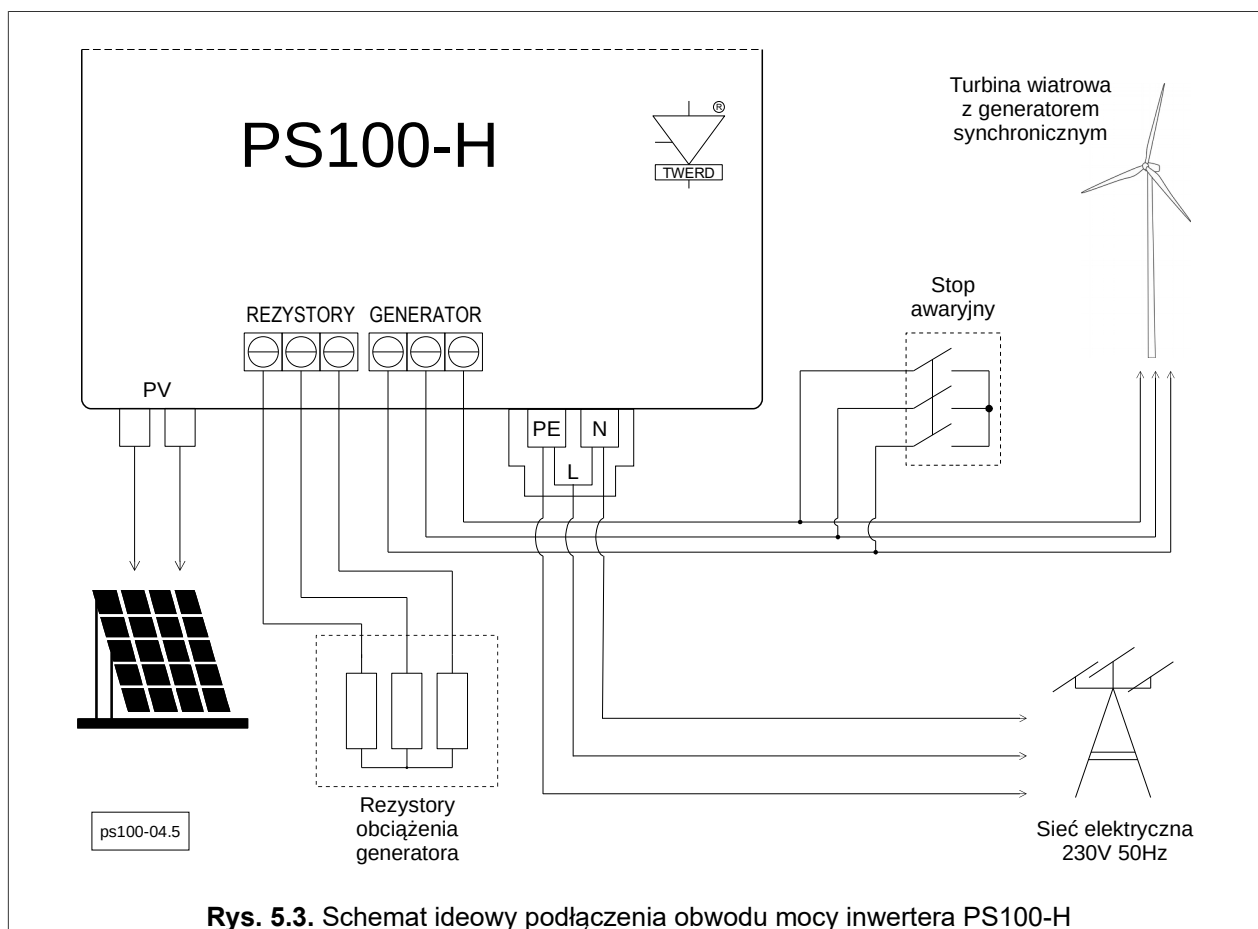 PS100-H
®
TWERD
Turbina wiatrowa
z generatorem
synchronicznym
REZYSTORY GENERATOR
Stop
awaryjny
PV
PE
N
L
Rezystory
obciążenia
generatora
ps100-04.5
Sieć elektryczna
230V 50Hz
Rys. 5.3. Schemat ideowy podłączenia obwodu mocy inwertera PS100-H